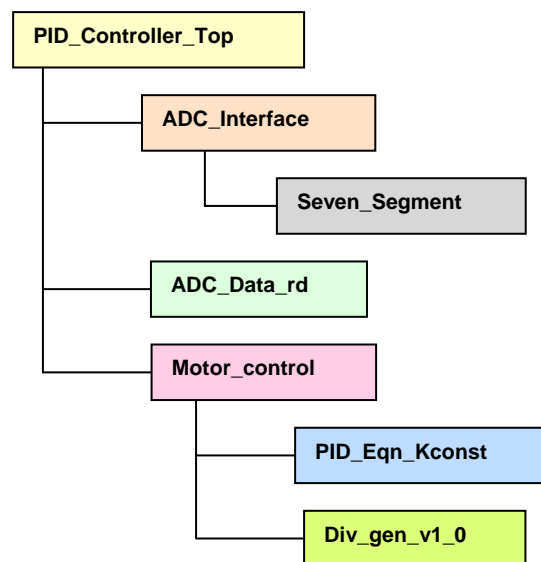 PID_Controller_Top
ADC_Interface
Seven_Segment
ADC_Data_rd
Motor_control
PID_Eqn_Kconst
Div_gen_v1_0